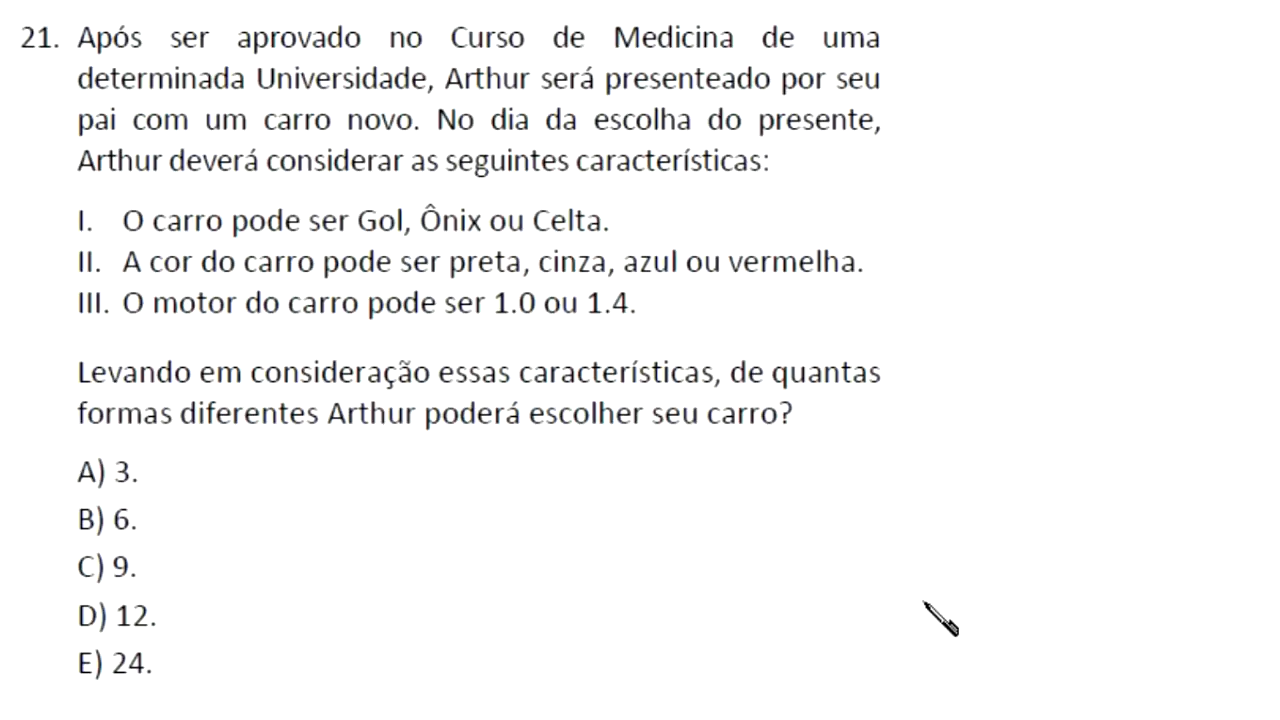 21. Após ser aprovado no Curso de Medicina de uma
determinada Universidade, Arthur será presenteado por seu
pai com um carro novo. No dia da escolha do presente,
Arthur deverá considerar as seguintes características:
I. O carro pode ser Gol, Ônix ou Celta.
II. A cor do carro pode ser preta, cinza, azul ou vermelha.
III. O motor do carro pode ser 1.0 ou 1.4.
Levando em consideração essas características, de quantas
formas diferentes Arthur poderá escolher seu carro?
A) 3.
B) 6.
C) 9.
D) 12.
E) 24.